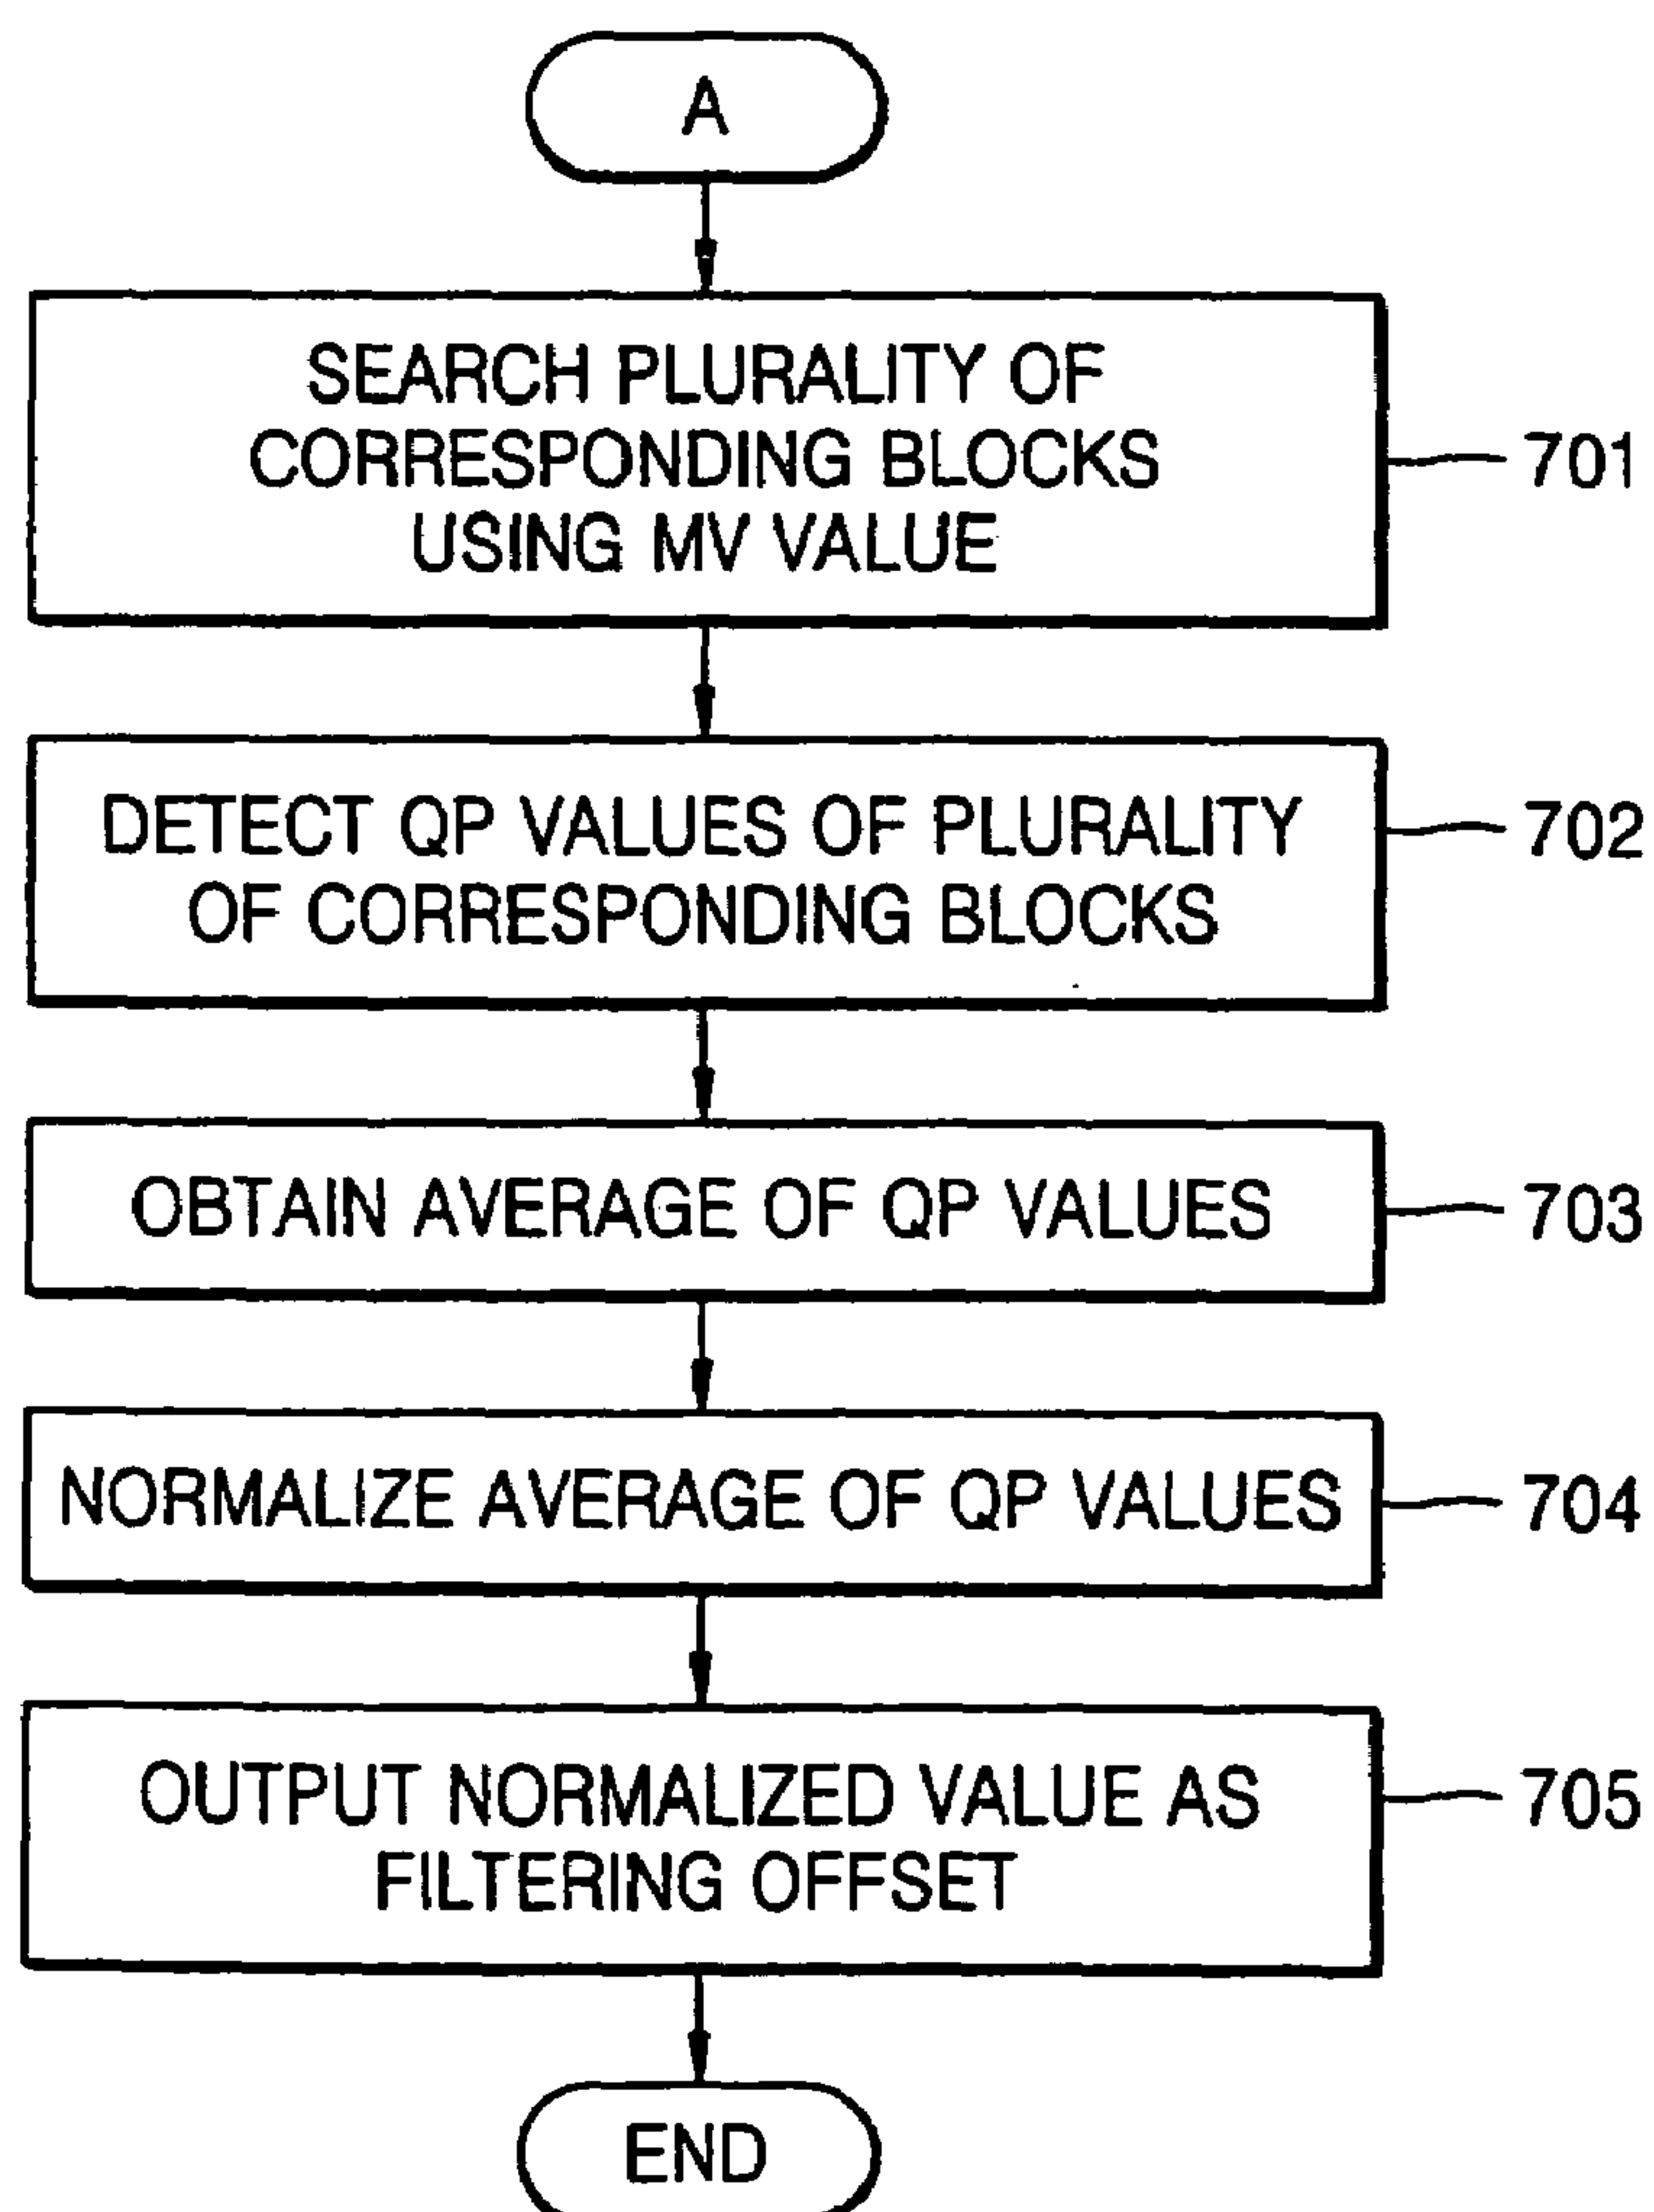 A
SEARCH PLURALITY OF
CORRESPONDING BLOCKS
USING MV VALUE
701
DETECT QP VALUES OF PLURALITY
OF CORRESPONDING BLOCKS
702
OBTAIN AVERAGE OF QP VALUES
703
NORMALIZE AVERAGE OF QP VALUES
704
OUTPUT NORMALIZED VALUE AS
FILTERING OFFSET
705
END